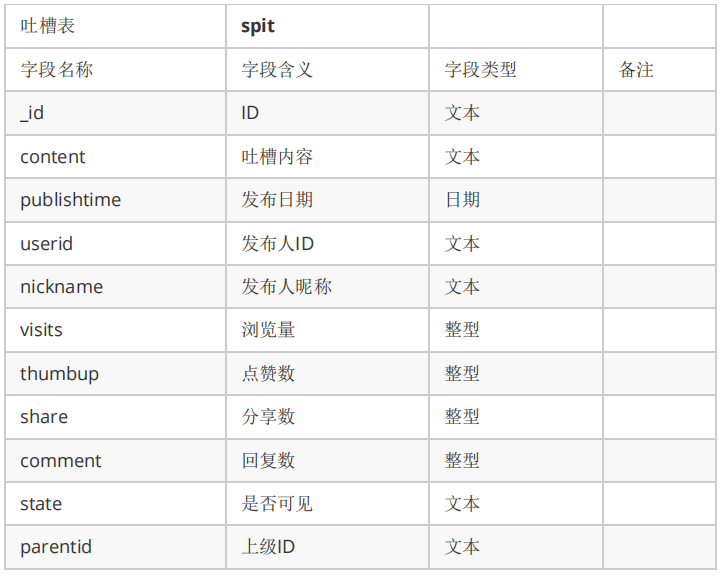 吐槽表 spit
字段名称 字段含义 字段类型 备注
_id ID 文本
content 吐槽内容 文本
publishtime 发布日期 日期
userid 发布人ID 文本
nickname 发布人昵称 文本
visits 浏览量 整型
thumbup 点赞数 整型
share 分享数 整型
comment 回复数 整型
state 是否可见 文本
parentid 上级ID 文本